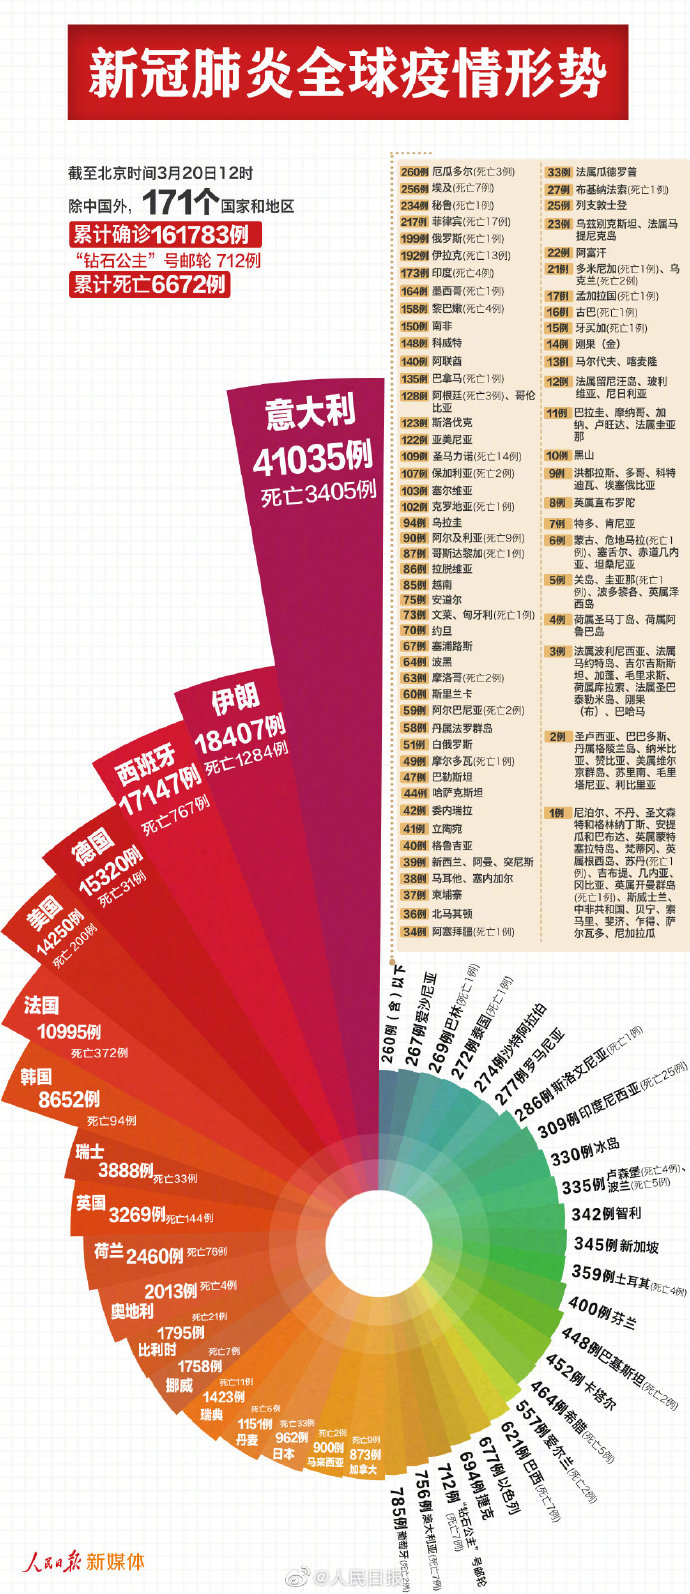 新冠肺炎全球疫情形势
截至北京时间3月20日12时
除中国外，171个国家和地区
累计确诊161783例
“钻石公主”号邮轮 712例
累计死亡6672例
260例 厄瓜多尔(死亡3例)
256例 埃及(死亡7例)
234例 秘鲁(死亡1例)
217例 菲律宾(死亡17例)
199例 俄罗斯(死亡1例)
192例 伊拉克(死亡13例)
173例 印度(死亡4例)
164例 墨西哥(死亡1例)
158例 黎巴嫩(死亡4例)
150例 南非
148例 科威特
140例 阿联酋
135例 巴拿马(死亡1例)
128例 阿根廷(死亡3例)、哥伦
比亚
123例 斯洛伐克
122例 亚美尼亚
109例 圣马力诺(死亡14例)
107例 保加利亚(死亡2例)
103例 塞尔维亚
102例 克罗地亚(死亡1例)
94例 乌拉圭
90例 阿尔及利亚(死亡9例)
87例 哥斯达黎加(死亡1例)
86例 拉脱维亚
85例 越南
75例 安道尔
73例 文莱、匈牙利(死亡1例)
70例 约旦
67例 塞浦路斯
64例 波黑
63例 摩洛哥(死亡2例)
60例 斯里兰卡
59例 阿尔巴尼亚(死亡2例)
58例 丹属法罗群岛
51例 白俄罗斯
49例 摩尔多瓦(死亡1例)
47例 巴勒斯坦
44例 哈萨克斯坦
42例 委内瑞拉
41例 立陶宛
40例 格鲁吉亚
39例 新西兰、阿曼、突尼斯
38例 马耳他、塞内加尔
37例 柬埔寨
36例 北马其顿
34例 阿塞拜疆(死亡1例)
33例 法属瓜德罗普
27例 布基纳法索(死亡1例)
25例 列支敦士登
23例 乌兹别克斯坦、法属马
提尼克岛
22例 阿富汗
21例 多米尼加(死亡1例)、乌
克兰(死亡2例)
17例 孟加拉国(死亡1例)
16例 古巴(死亡1例)
15例 牙买加(死亡1例)
14例 刚果（金）
13例 马尔代夫、喀麦隆
12例 法属留尼汪岛、玻利
维亚、尼日利亚
11例 巴拉圭、摩纳哥、加
纳、卢旺达、法属圭亚
那
10例 黑山
9例 洪都拉斯、多哥、科特
迪瓦、埃塞俄比亚
8例 英属直布罗陀
7例 特多、肯尼亚
6例 蒙古、危地马拉(死亡1
例)、塞舌尔、赤道几内
亚、坦桑尼亚
5例 关岛、圭亚那(死亡1
例)、波多黎各、英属泽
西岛
4例 荷属圣马丁岛、荷属阿
鲁巴岛
3例 法属波利尼西亚、法属
马约特岛、吉尔吉斯斯
坦、加蓬、毛里求斯、
荷属库拉索、法属圣巴
泰勒米岛、刚果
（布）、巴哈马
2例 圣卢西亚、巴巴多斯、
丹属格陵兰岛、纳米比
亚、赞比亚、美属维尔
京群岛、苏里南、毛里
塔尼亚、利比里亚
1例 尼泊尔、不丹、圣文森
特和格林纳丁斯、安提
瓜和巴布达、英属蒙特
塞拉特岛、梵蒂冈、英
属根西岛、苏丹(死亡1
例)、吉布提、几内亚、
冈比亚、英属开曼群岛
(死亡1例)、斯威士兰、
中非共和国、贝宁、索
马里、斐济、乍得、萨
尔瓦多、尼加拉瓜
意大利
41035例
死亡3405例
伊朗
18407例
死亡1284例
西班牙
17147例
死亡767例
德国
15320例
死亡31例
美国
14250例
死亡200例
法国
10995例
死亡372例
韩国
8652例
死亡94例
瑞士
3888例 死亡33例
英国
3269例 死亡144例
荷兰 2460例 死亡76例
2013例 死亡4例
奥地利
死亡21例
1795例
比利时
死亡7例
1758例
挪威
死亡11例
1423例
瑞典
死亡6例
1151例
丹麦
死亡33例
962例
日本
死亡2例
900例
马来西亚
死亡9例
873例
加拿大
260例（含）以下
267例 爱沙尼亚
269例 巴林(死亡1例)
272例 泰国(死亡1例)
274例 沙特阿拉伯
277例 罗马尼亚
286例 斯洛文尼亚(死亡1例)
309例 印度尼西亚(死亡25例)
330例 冰岛
335例 卢森堡(死亡4例)、
波兰(死亡5例)
342例 智利
345例 新加坡
359例 土耳其(死亡4例)
400例 芬兰
448例 巴基斯坦(死亡2例)
452例 卡塔尔
464例 希腊(死亡5例)
557例 爱尔兰(死亡2例)
621例 巴西(死亡7例)
677例 以色列
694例 捷克
712例 “钻石公主”号邮轮
(死亡7例)
756例 澳大利亚(死亡7例)
785例 葡萄牙(死亡2例)
人民日报 新媒体
@人民日报